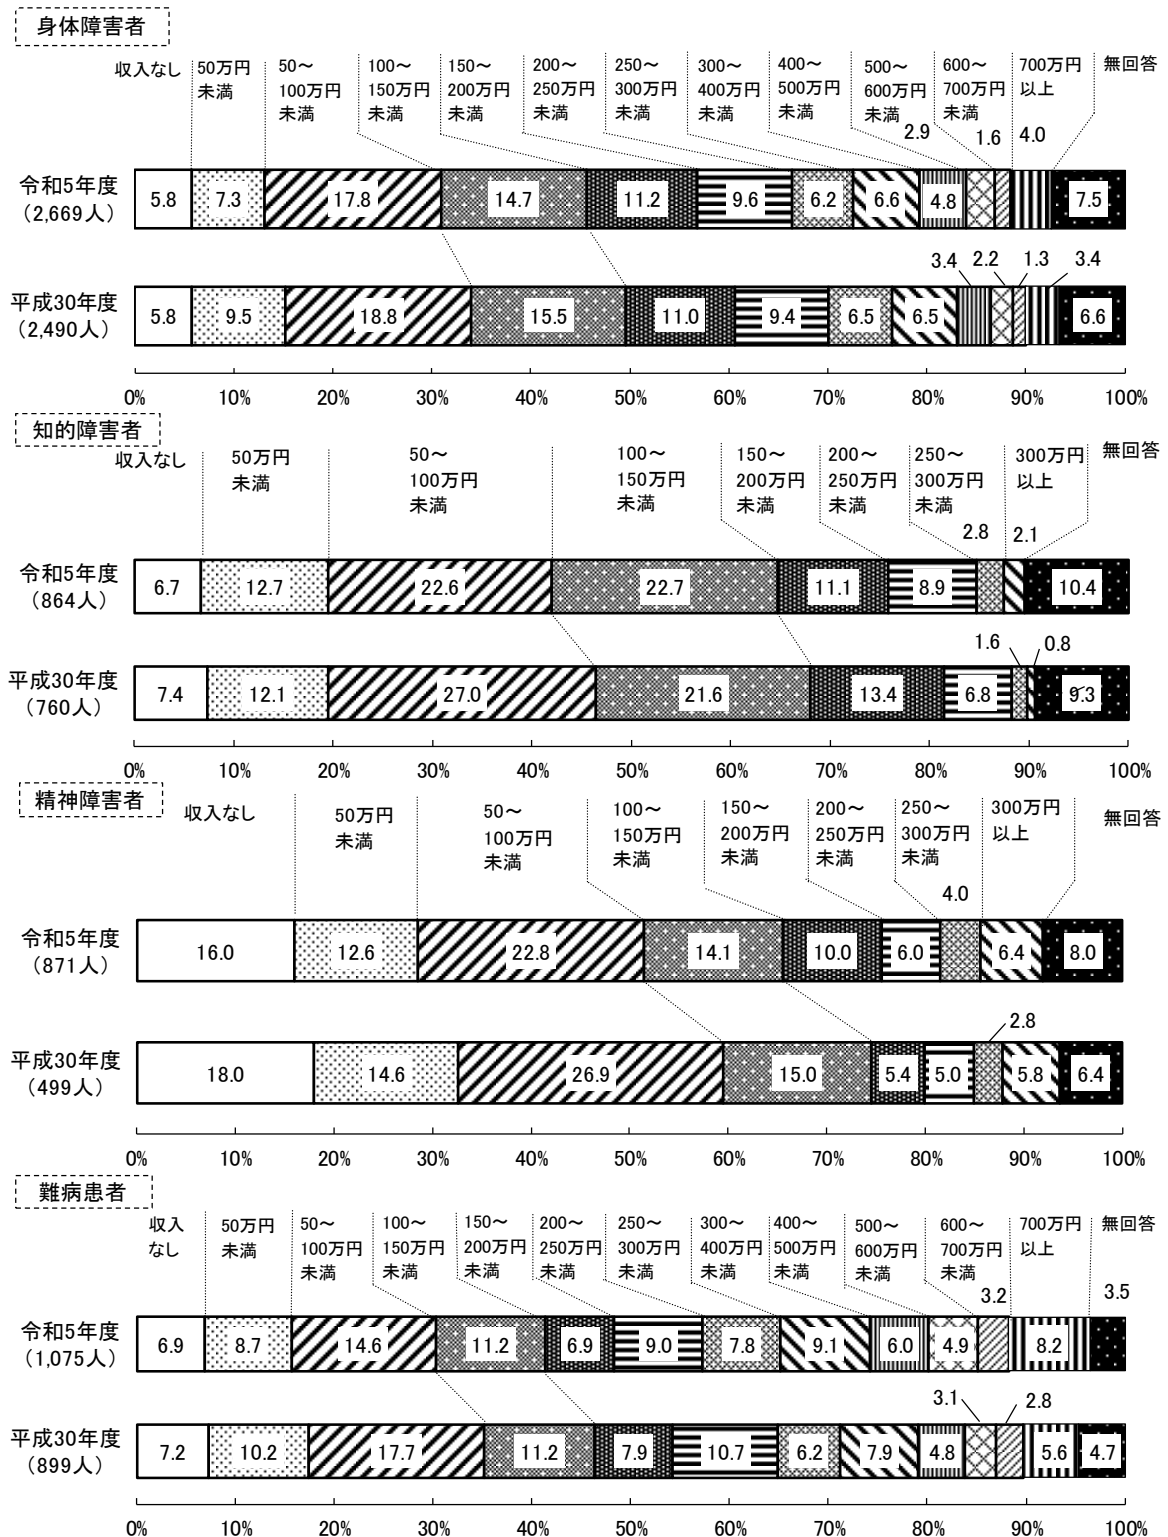 身体障害者
収入なし
50万円
未満
50～
100万円
未満
100～
150万円
未満
150～
200万円
未満
200～
250万円
未満
250～
300万円
未満
300～
400万円
未満
400～
500万円
未満
500～
600万円
未満
600～
700万円
未満
700万円
以上
無回答
2.9
1.6
4.0
令和5年度
（2,669人）
5.8
7.3
17.8
14.7
11.2
9.6
6.2
6.6
4.8
7.5
3.4
2.2
1.3
3.4
平成30年度
（2,490人）
5.8
9.5
18.8
15.5
11.0
9.4
6.5
6.5
6.6
0% 10% 20% 30% 40% 50% 60% 70% 80% 90% 100%
知的障害者
収入なし
50万円
未満
50～
100万円
未満
100～
150万円
未満
150～
200万円
未満
200～
250万円
未満
250～
300万円
未満
300万円
以上
無回答
2.8
2.1
令和5年度
（864人）
6.7
12.7
22.6
22.7
11.1
8.9
10.4
1.6
0.8
平成30年度
（760人）
7.4
12.1
27.0
21.6
13.4
6.8
9.3
0% 10% 20% 30% 40% 50% 60% 70% 80% 90% 100%
精神障害者
収入なし
50万円
未満
50～
100万円
未満
100～
150万円
未満
150～
200万円
未満
200～
250万円
未満
250～
300万円
未満
300万円
以上
無回答
4.0
令和5年度
（871人）
16.0
12.6
22.8
14.1
10.0
6.0
6.4
8.0
2.8
平成30年度
（499人）
18.0
14.6
26.9
15.0
5.4
5.0
5.8
6.4
0% 10% 20% 30% 40% 50% 60% 70% 80% 90% 100%
難病患者
収入
なし
50万円
未満
50～
100万円
未満
100～
150万円
未満
150～
200万円
未満
200～
250万円
未満
250～
300万円
未満
300～
400万円
未満
400～
500万円
未満
500～
600万円
未満
600～
700万円
未満
700万円
以上
無回答
3.2
3.5
令和5年度
（1,075人）
6.9
8.7
14.6
11.2
6.9
9.0
7.8
9.1
6.0
4.9
8.2
3.1
2.8
平成30年度
（899人）
7.2
10.2
17.7
11.2
7.9
10.7
6.2
7.9
4.8
5.6
4.7
0% 10% 20% 30% 40% 50% 60% 70% 80% 90% 100%